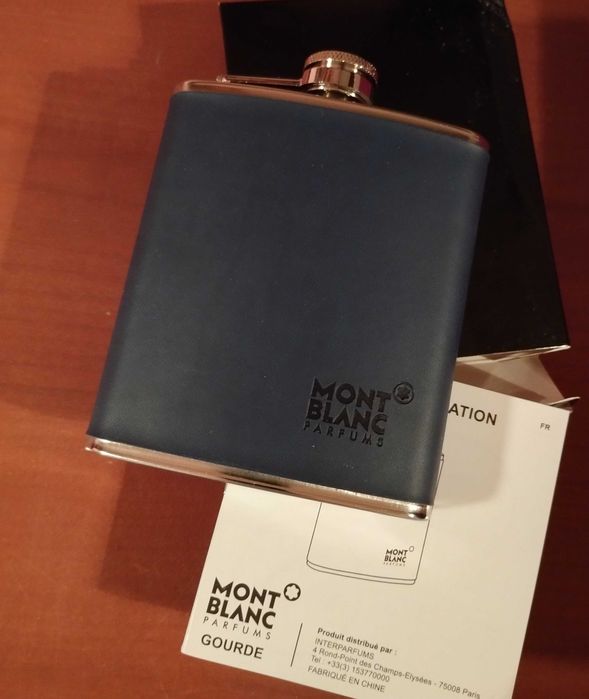 MONT
BLANC
PARFUMS
ATION
FR
MONT
BLANC
PARFUMS
MONT
BLANC
PARFUMS
GOURDE
Produit distribué par :
INTERPARFUMS
4 Rond-Point des Champs-Elysées - 75008 Paris
Tel : +33(3) 153770000
FABRIQUÉ EN CHINE